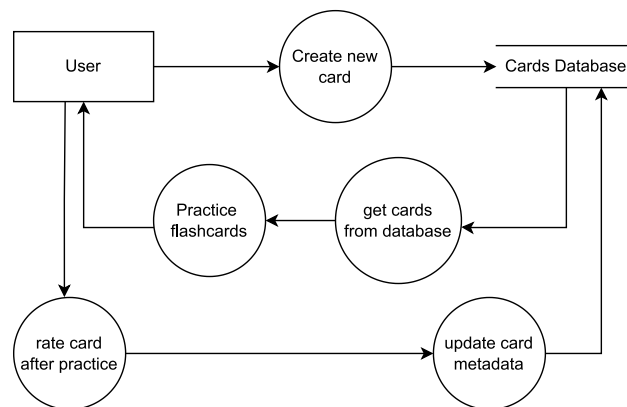 User
Create new
card
Cards Database
Practice
flashcards
get cards
from database
rate card
after practice
update card
metadata